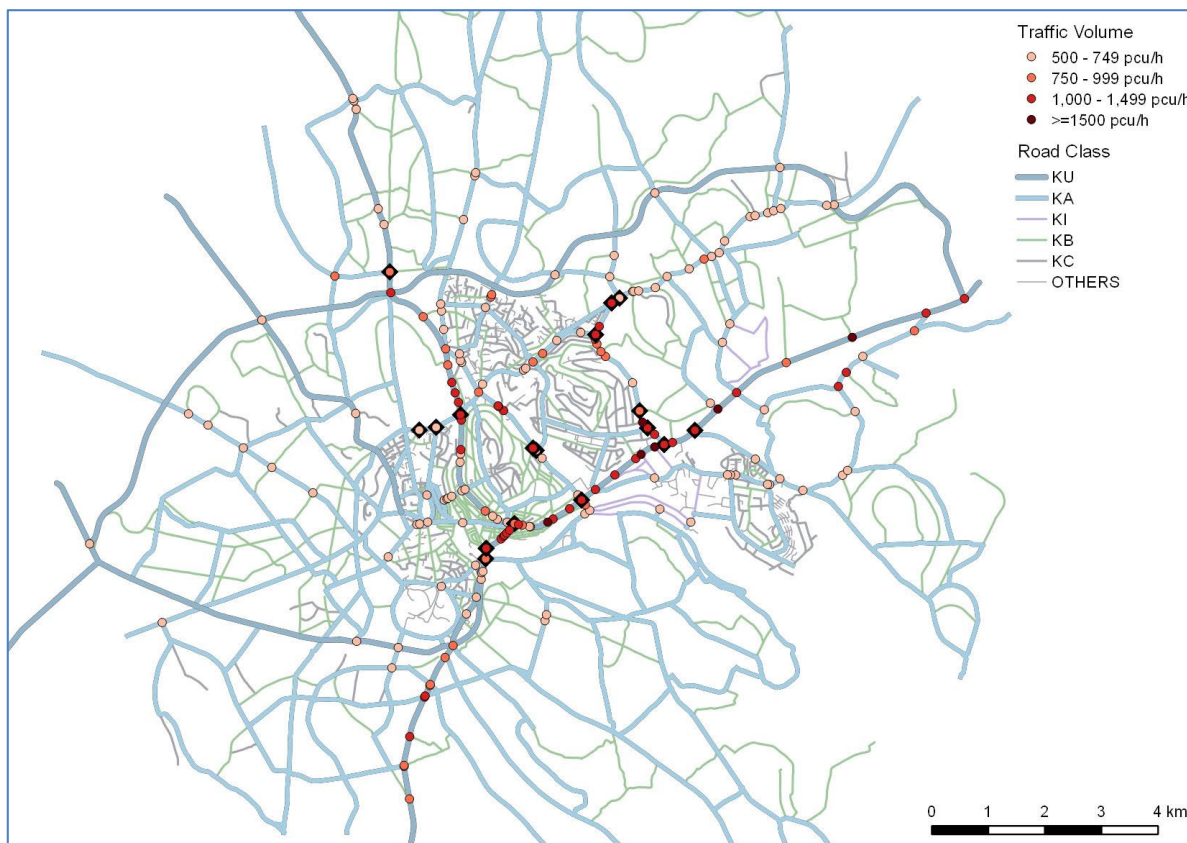 Traffic Volume
500 - 749 pcu/h
750 - 999 pcu/h
1,000 - 1,499 pcu/h
>=1500 pcu/h
Road Class
KU
KA
KI
KB
KC
OTHERS
0 1 2 3 4 km